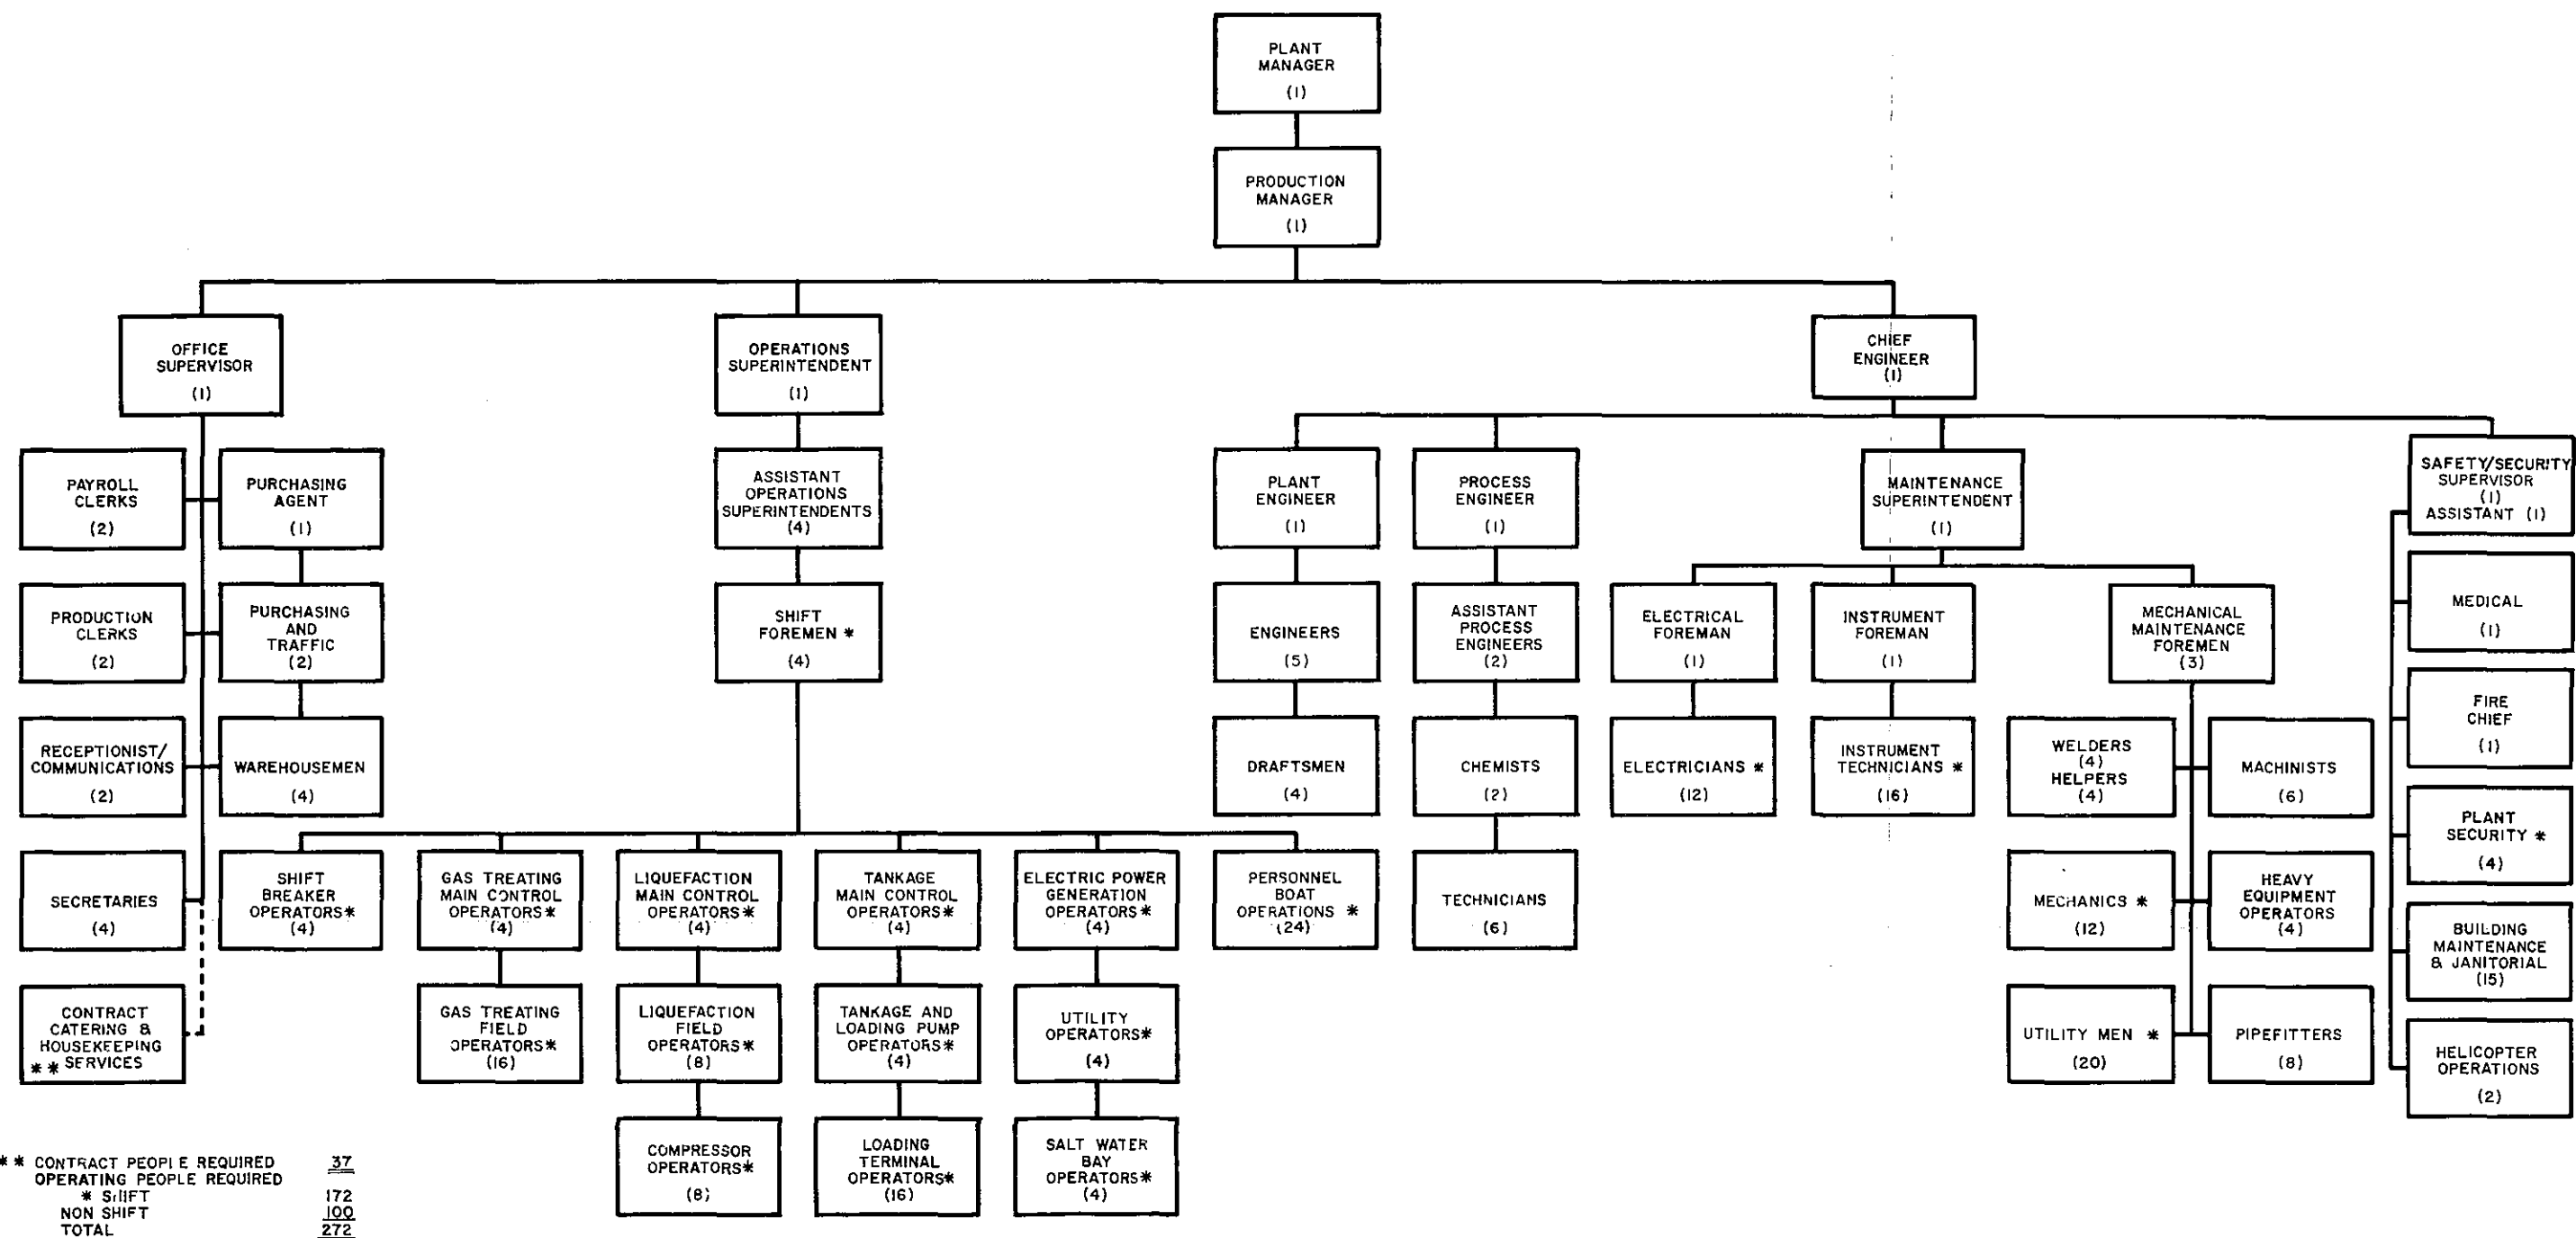 PLANT
MANAGER
(1)
PRODUCTION
MANAGER
(1)
OFFICE
SUPERVISOR
(1)
OPERATIONS
SUPERINTENDENT
(1)
CHIEF
ENGINEER
(1)
PAYROLL
CLERKS
(2)
PURCHASING
AGENT
(1)
ASSISTANT
OPERATIONS
SUPERINTENDENTS
(4)
PLANT
ENGINEER
(1)
PROCESS
ENGINEER
(1)
MAINTENANCE
SUPERINTENDENT
(1)
SAFETY/SECURITY
SUPERVISOR
(1)
ASSISTANT (1)
PRODUCTION
CLERKS
(2)
PURCHASING
AND
TRAFFIC
(2)
SHIFT
FOREMEN *
(4)
ENGINEERS
(5)
ASSISTANT
PROCESS
ENGINEERS
(2)
ELECTRICAL
FOREMAN
(1)
INSTRUMENT
FOREMAN
(1)
MECHANICAL
MAINTENANCE
FOREMEN
(3)
MEDICAL
(1)
RECEPTIONIST/
COMMUNICATIONS
(2)
WAREHOUSEMEN
(4)
DRAFTSMEN
(4)
CHEMISTS
(2)
ELECTRICIANS *
(12)
INSTRUMENT
TECHNICIANS *
(16)
WELDERS
(4)
HELPERS
(4)
MACHINISTS
(6)
FIRE
CHIEF
(1)
PLANT
SECURITY *
(4)
SECRETARIES
(4)
SHIFT
BREAKER
OPERATORS*
(4)
GAS TREATING
MAIN CONTROL
OPERATORS*
(4)
LIQUEFACTION
MAIN CONTROL
OPERATORS*
(4)
TANKAGE
MAIN CONTROL
OPERATORS*
(4)
ELECTRIC POWER
GENERATION
OPERATORS*
(4)
PERSONNEL
BOAT
OPERATIONS *
(24)
TECHNICIANS
(6)
MECHANICS *
(12)
HEAVY
EQUIPMENT
OPERATORS
(4)
BUILDING
MAINTENANCE
& JANITORIAL
(15)
CONTRACT
CATERING &
HOUSEKEEPING
** SERVICES
GAS TREATING
FIELD
OPERATORS*
(16)
LIQUEFACTION
FIELD
OPERATORS*
(8)
TANKAGE AND
LOADING PUMP
OPERATORS*
(4)
UTILITY
OPERATORS*
(4)
UTILITY MEN *
(20)
PIPEFITTERS
(8)
HELICOPTER
OPERATIONS
(2)
COMPRESSOR
OPERATORS*
(8)
LOADING
TERMINAL
OPERATORS*
(16)
SALT WATER
BAY
OPERATORS*
(4)
** CONTRACT PEOPLE REQUIRED 37
OPERATING PEOPLE REQUIRED
* SHIFT 172
NON SHIFT 100
TOTAL 272